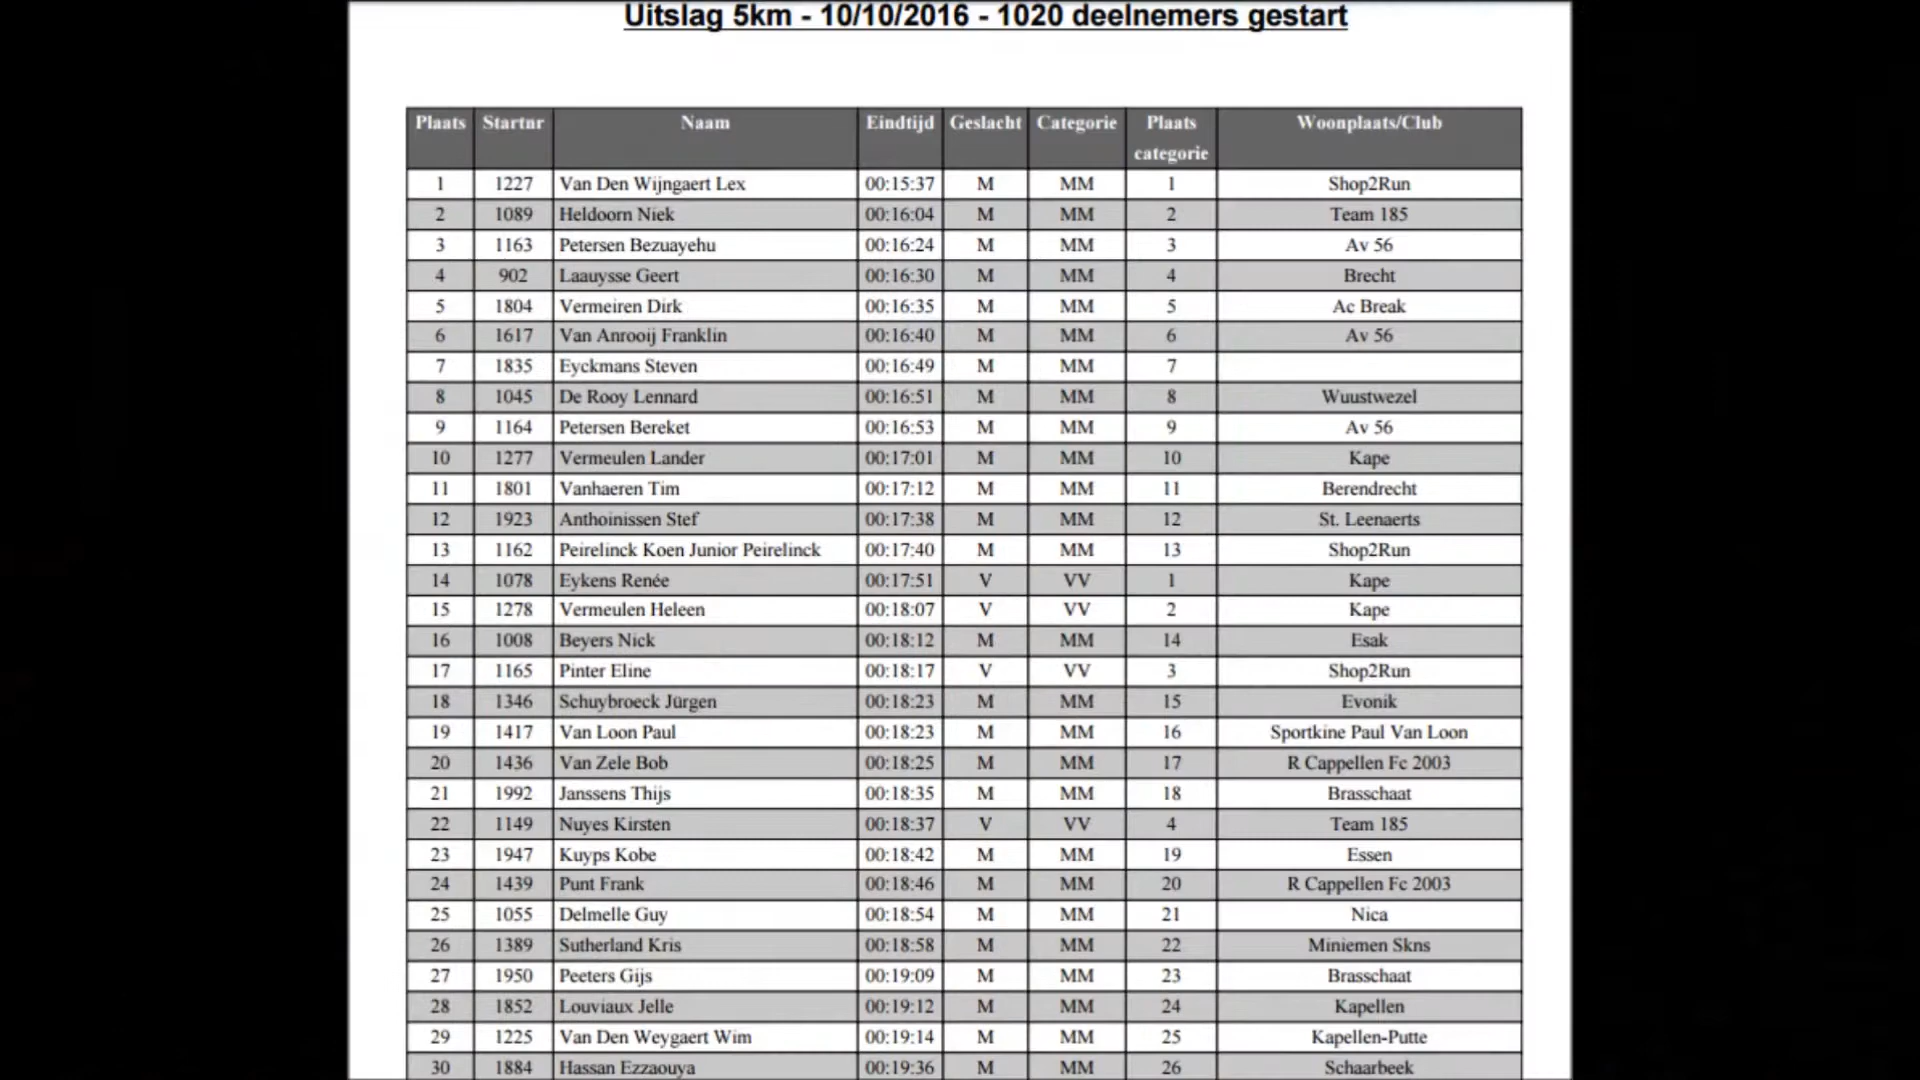 Uitslag 5km - 10/10/2016 - 1020 deelnemers gestart
Plaats Startnr Naam Eindtijd Geslacht Categorie Plaats categorie Woonplaats/Club
1 1227 Van Den Wijngaert Lex 00:15:37 M MM 1 Shop2Run
2 1089 Heldoorn Niek 00:16:04 M MM 2 Team 185
3 1163 Petersen Bezuayehu 00:16:24 M MM 3 Av 56
4 902 Laauysse Geert 00:16:30 M MM 4 Brecht
5 1804 Vermeiren Dirk 00:16:35 M MM 5 Ac Break
6 1617 Van Anrooij Franklin 00:16:40 M MM 6 Av 56
7 1835 Eyckmans Steven 00:16:49 M MM 7
8 1045 De Rooy Lennard 00:16:51 M MM 8 Wuustwezel
9 1164 Petersen Bereket 00:16:53 M MM 9 Av 56
10 1277 Vermeulen Lander 00:17:01 M MM 10 Kape
11 1801 Vanhaeren Tim 00:17:12 M MM 11 Berendrecht
12 1923 Anthoinissen Stef 00:17:38 M MM 12 St. Leenaerts
13 1162 Peirelinck Koen Junior Peirelinck 00:17:40 M MM 13 Shop2Run
14 1078 Eykens Renée 00:17:51 V VV 1 Kape
15 1278 Vermeulen Heleen 00:18:07 V VV 2 Kape
16 1008 Beyers Nick 00:18:12 M MM 14 Esak
17 1165 Pinter Eline 00:18:17 V VV 3 Shop2Run
18 1346 Schuybroeck Jürgen 00:18:23 M MM 15 Evonik
19 1417 Van Loon Paul 00:18:23 M MM 16 Sportkine Paul Van Loon
20 1436 Van Zele Bob 00:18:25 M MM 17 R Cappellen Fc 2003
21 1992 Janssens Thijs 00:18:35 M MM 18 Brasschaat
22 1149 Nuyes Kirsten 00:18:37 V VV 4 Team 185
23 1947 Kuyps Kobe 00:18:42 M MM 19 Essen
24 1439 Punt Frank 00:18:46 M MM 20 R Cappellen Fc 2003
25 1055 Delmelle Guy 00:18:54 M MM 21 Nica
26 1389 Sutherland Kris 00:18:58 M MM 22 Miniemen Skns
27 1950 Peeters Gijs 00:19:09 M MM 23 Brasschaat
28 1852 Louviaux Jelle 00:19:12 M MM 24 Kapellen
29 1225 Van Den Weygaert Wim 00:19:14 M MM 25 Kapellen-Putte
30 1884 Hassan Ezzaouya 00:19:36 M MM 26 Schaarbeek